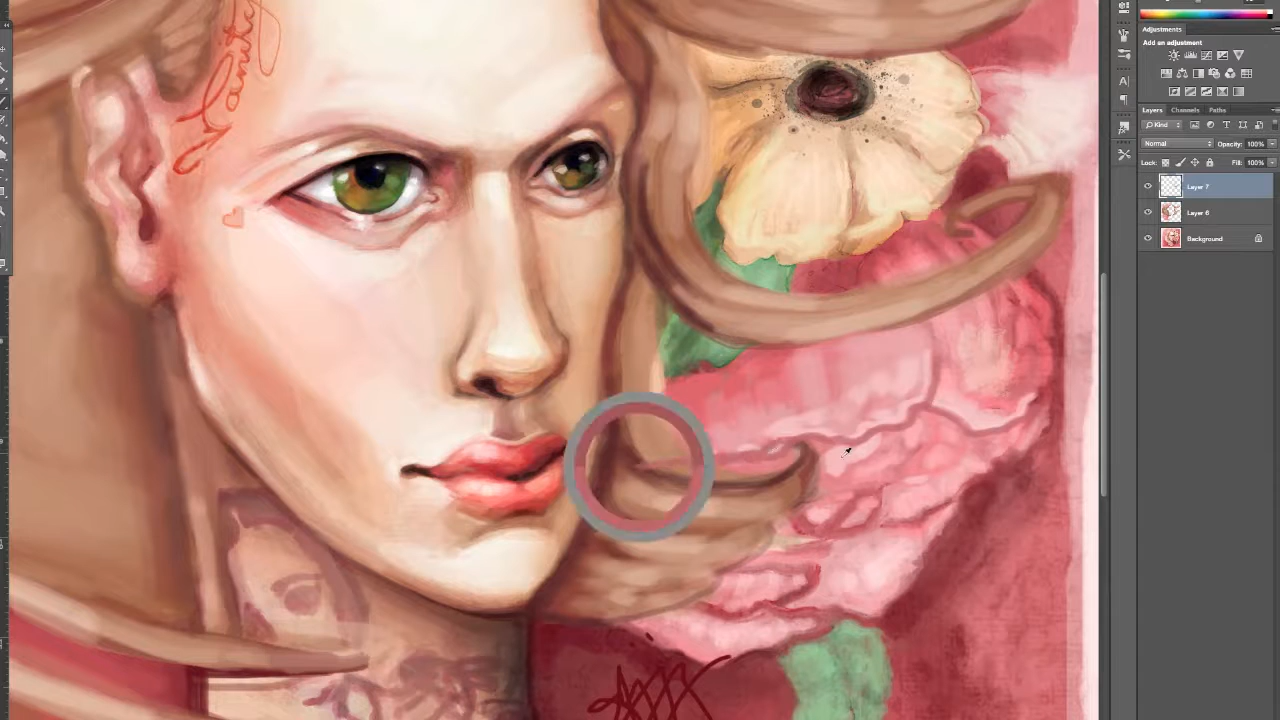 Adjustments
Add an adjustment
Layers Channels Paths
Kind
Normal Opacity: 100%
Lock: Fill: 100%
Layer 7
Layer 6
Background